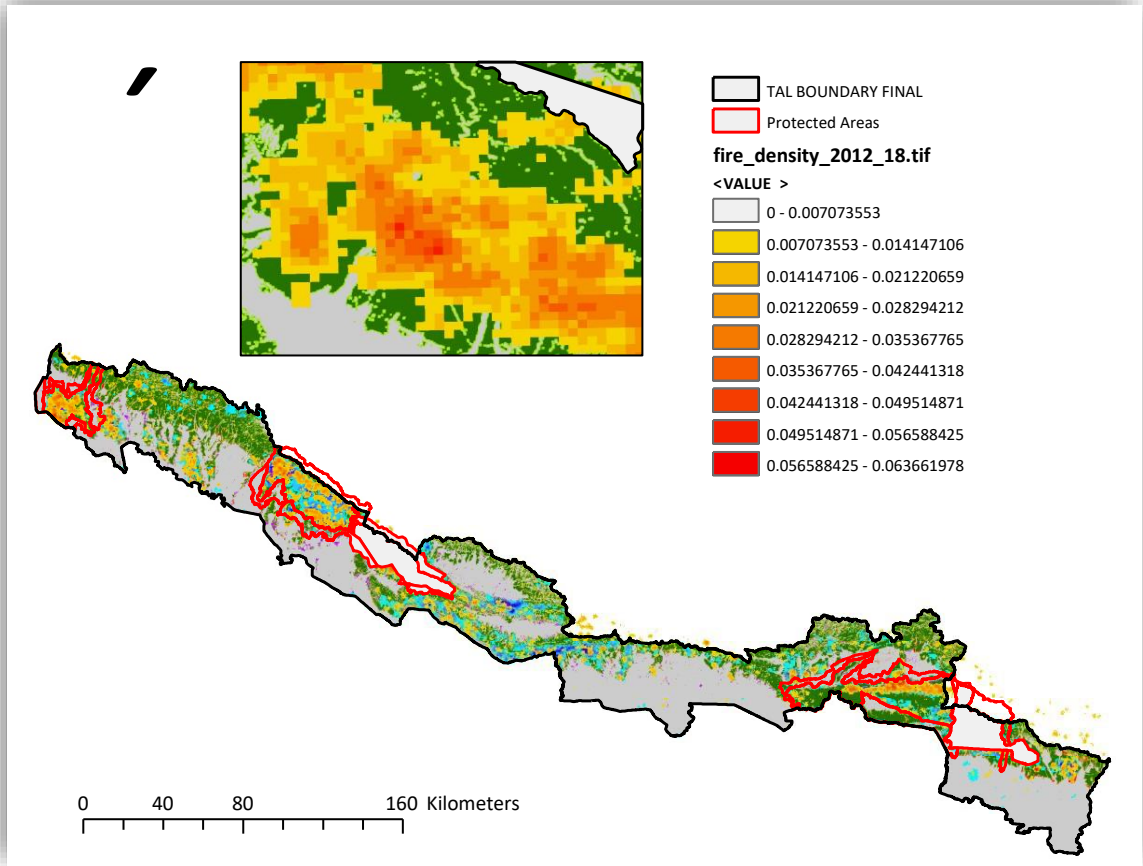 TAL BOUNDARY FINAL
Protected Areas
fire_density_2012_18.tif
<VALUE >
0 - 0.007073553
0.007073553 - 0.014147106
0.014147106 - 0.021220659
0.021220659 - 0.028294212
0.028294212 - 0.035367765
0.035367765 - 0.042441318
0.042441318 - 0.049514871
0.049514871 - 0.056588425
0.056588425 - 0.063661978
0 40 80 160 Kilometers